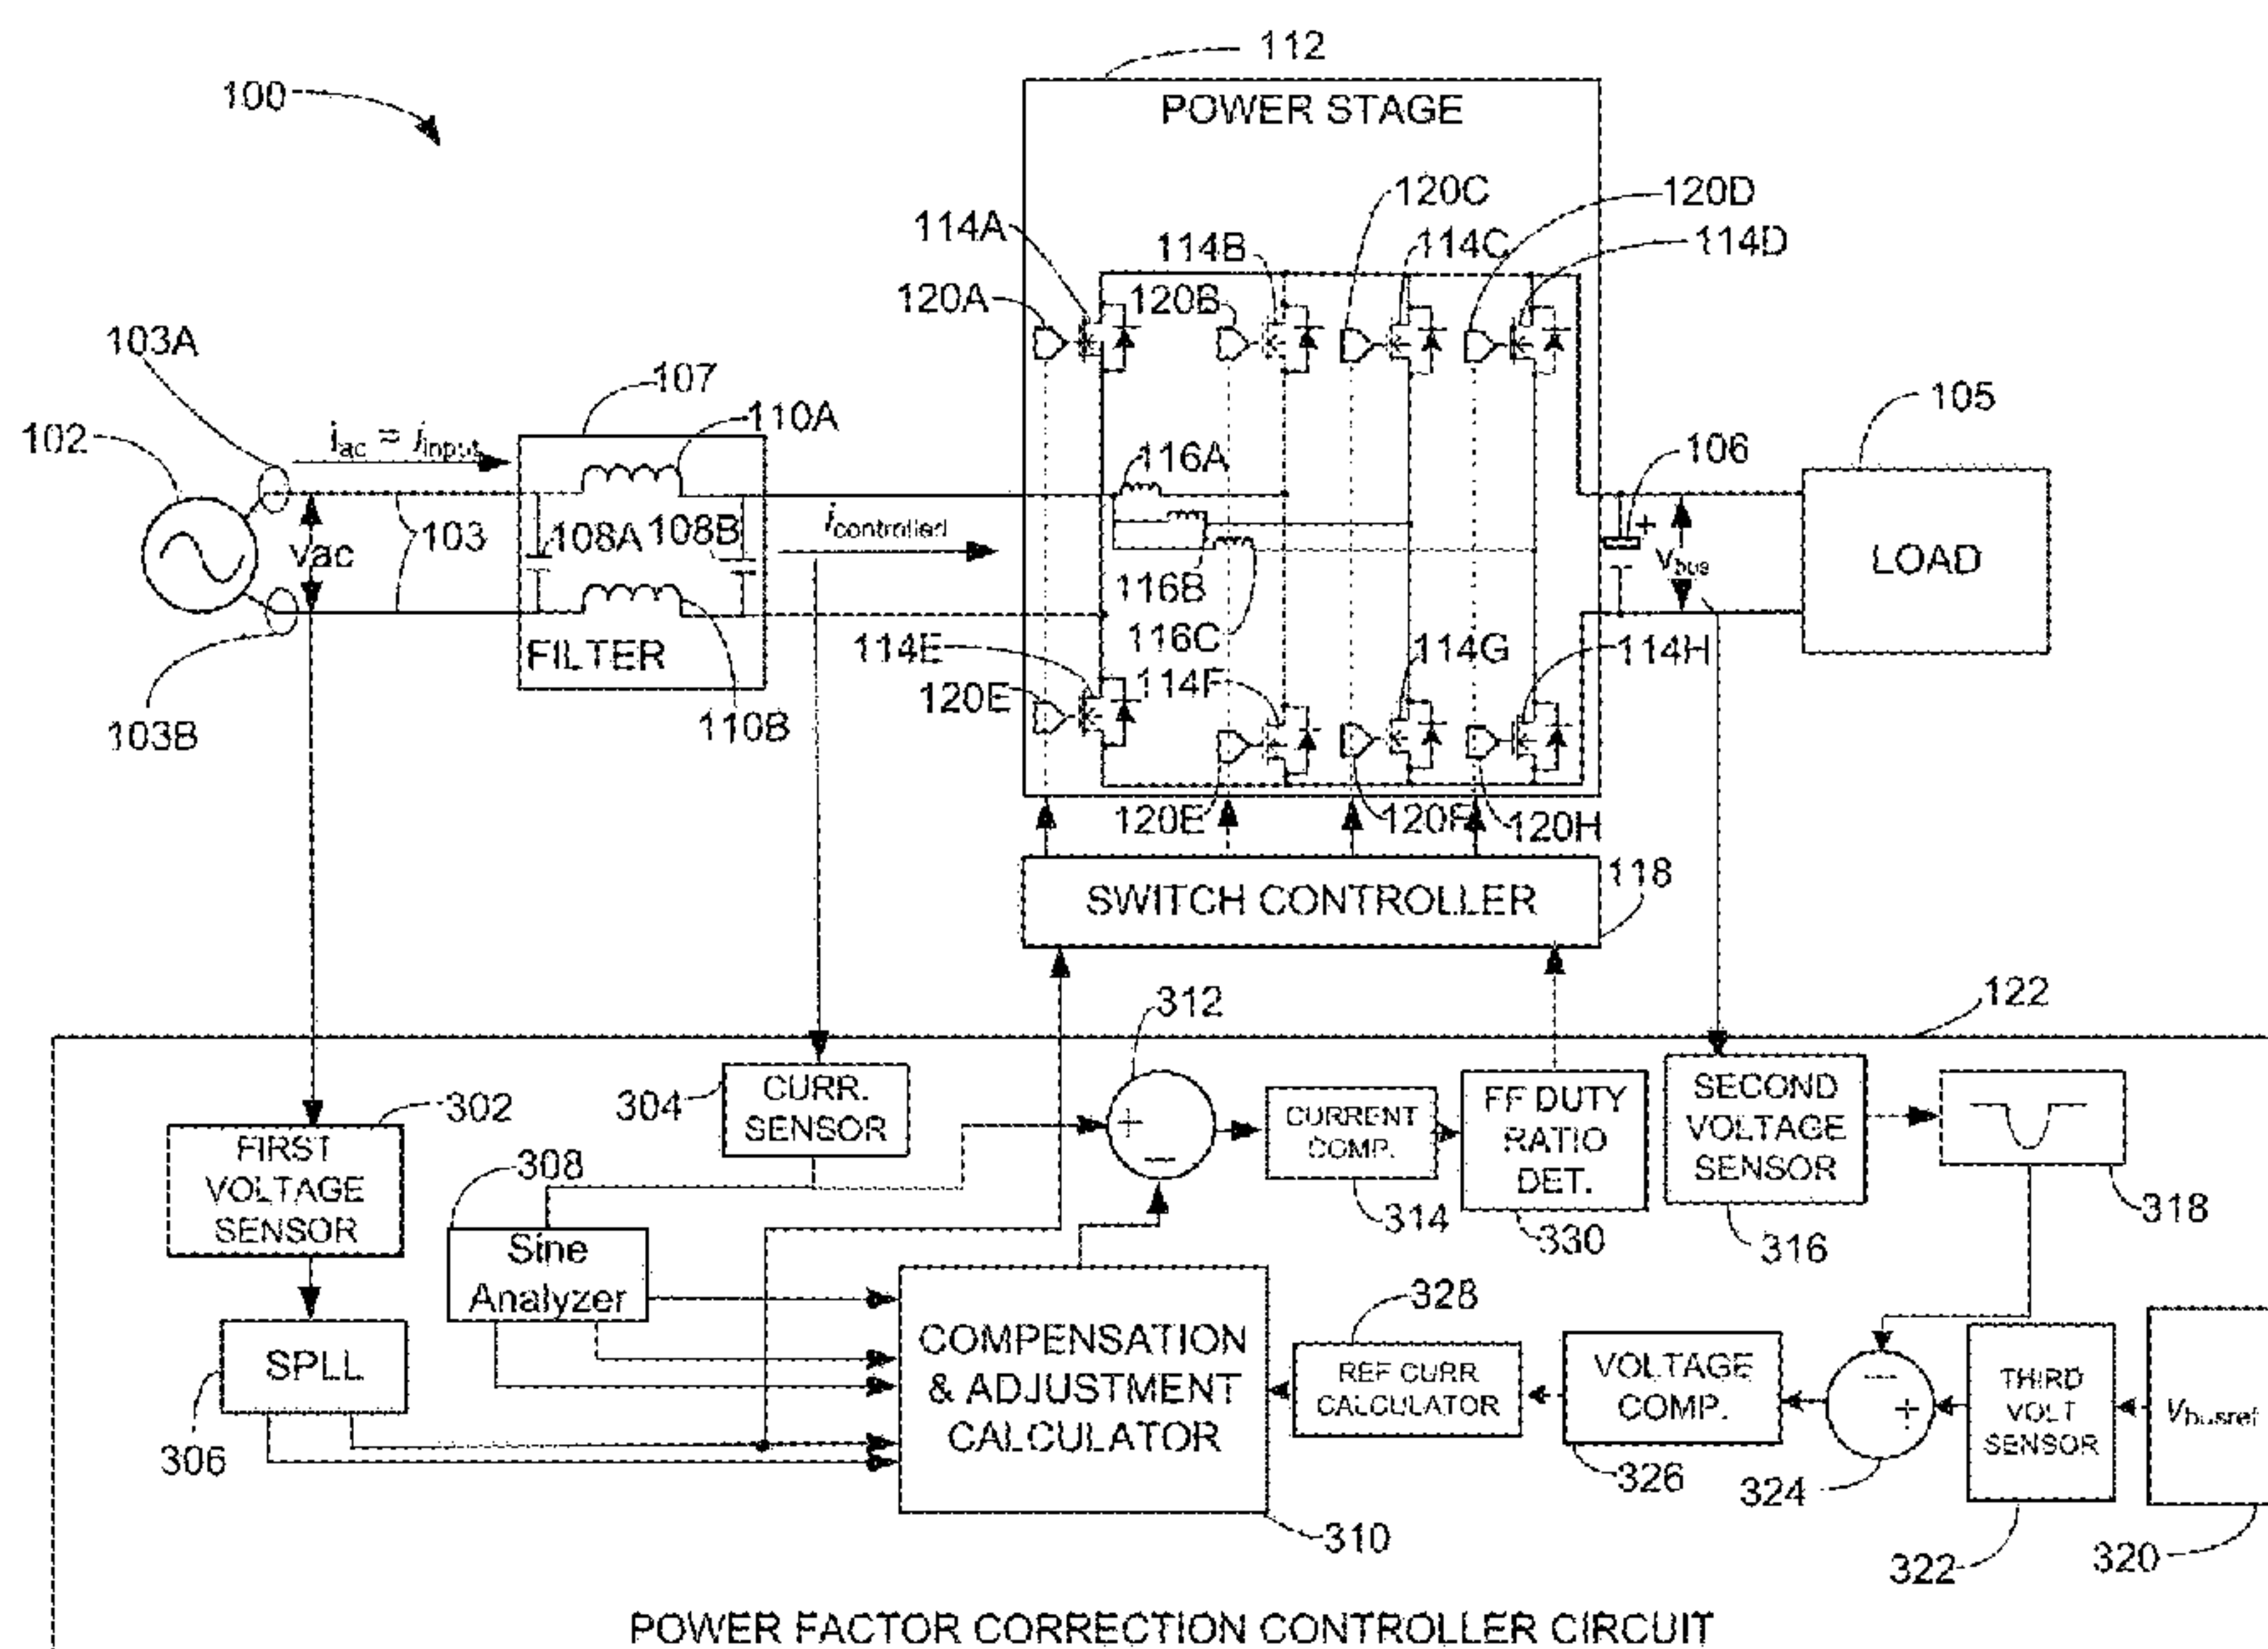 112
100
POWER STAGE
120C
120D
114A
114B
114C
114D
120A
120B
103A
107
110A
105
102
i_ac = i_input
116A
106
+
vac
103
108A
108B
i_controlled
v_bus
LOAD
116B
116C
FILTER
114E
114G
114H
120E
114F
103B
110B
120E
120F
120H
118
SWITCH CONTROLLER
312
122
304
CURR.
SENSOR
302
FIRST
VOLTAGE
SENSOR
308
Sine
Analyzer
+
−
CURRENT
COMP.
314
FF DUTY
RATIO
DET.
330
SECOND
VOLTAGE
SENSOR
316
318
SPLL
306
COMPENSATION
& ADJUSTMENT
CALCULATOR
310
328
REF CURR
CALCULATOR
VOLTAGE
COMP.
326
−
+
324
THIRD
VOLT
SENSOR
322
v_busref
320
POWER FACTOR CORRECTION CONTROLLER CIRCUIT